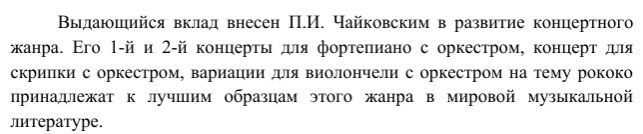 Выдающийся вклад внесен П.И. Чайковским в развитие концертного
жанра. Его 1-й и 2-й концерты для фортепиано с оркестром, концерт для
скрипки с оркестром, вариации для виолончели с оркестром на тему рококо
принадлежат к лучшим образцам этого жанра в мировой музыкальной
литературе.